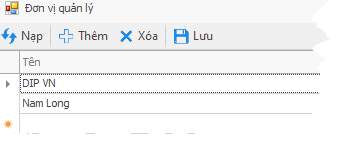 Đơn vị quản lý
Nạp Thêm Xóa Lưu
Tên
DIP VN
Nam Long